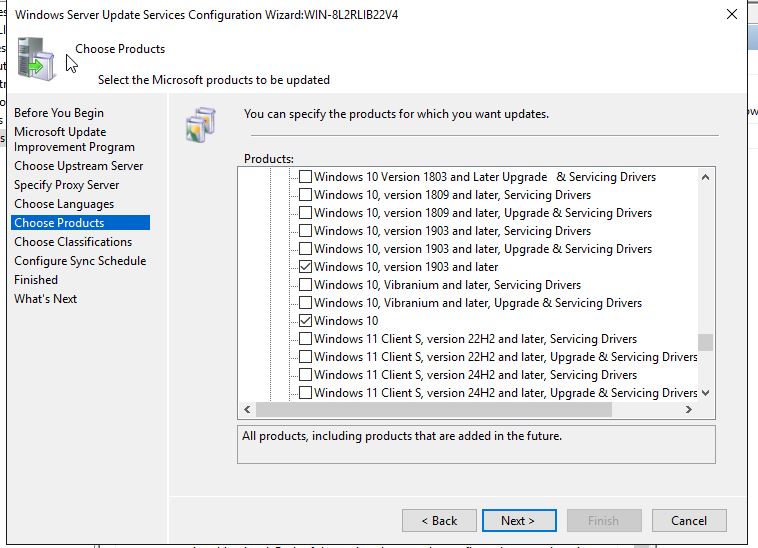 Windows Server Update Services Configuration Wizard:WIN-8L2RLIB22V4
Choose Products
Select the Microsoft products to be updated
Before You Begin
Microsoft Update
Improvement Program
Choose Upstream Server
Specify Proxy Server
Choose Languages
Choose Products
Choose Classifications
Configure Sync Schedule
Finished
What's Next
You can specify the products for which you want updates.
Products:
Windows 10 Version 1803 and Later Upgrade & Servicing Drivers
Windows 10, version 1809 and later, Servicing Drivers
Windows 10, version 1809 and later, Upgrade & Servicing Drivers
Windows 10, version 1903 and later, Servicing Drivers
Windows 10, version 1903 and later, Upgrade & Servicing Drivers
Windows 10, version 1903 and later
Windows 10, Vibranium and later, Servicing Drivers
Windows 10, Vibranium and later, Upgrade & Servicing Drivers
Windows 10
Windows 11 Client S, version 22H2 and later, Servicing Drivers
Windows 11 Client S, version 22H2 and later, Upgrade & Servicing Drivers
Windows 11 Client S, version 24H2 and later, Servicing Drivers
Windows 11 Client S, version 24H2 and later, Upgrade & Servicing Drivers
All products, including products that are added in the future.
< Back
Next >
Finish
Cancel